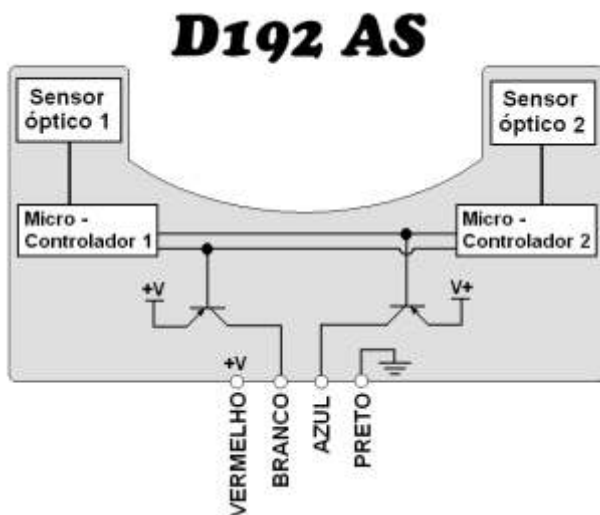 D192 AS
Sensor
óptico 1
Sensor
óptico 2
Micro -
Controlador 1
Micro -
Controlador 2
+V
V+
+V
VERMELHO
BRANCO
AZUL
PRETO